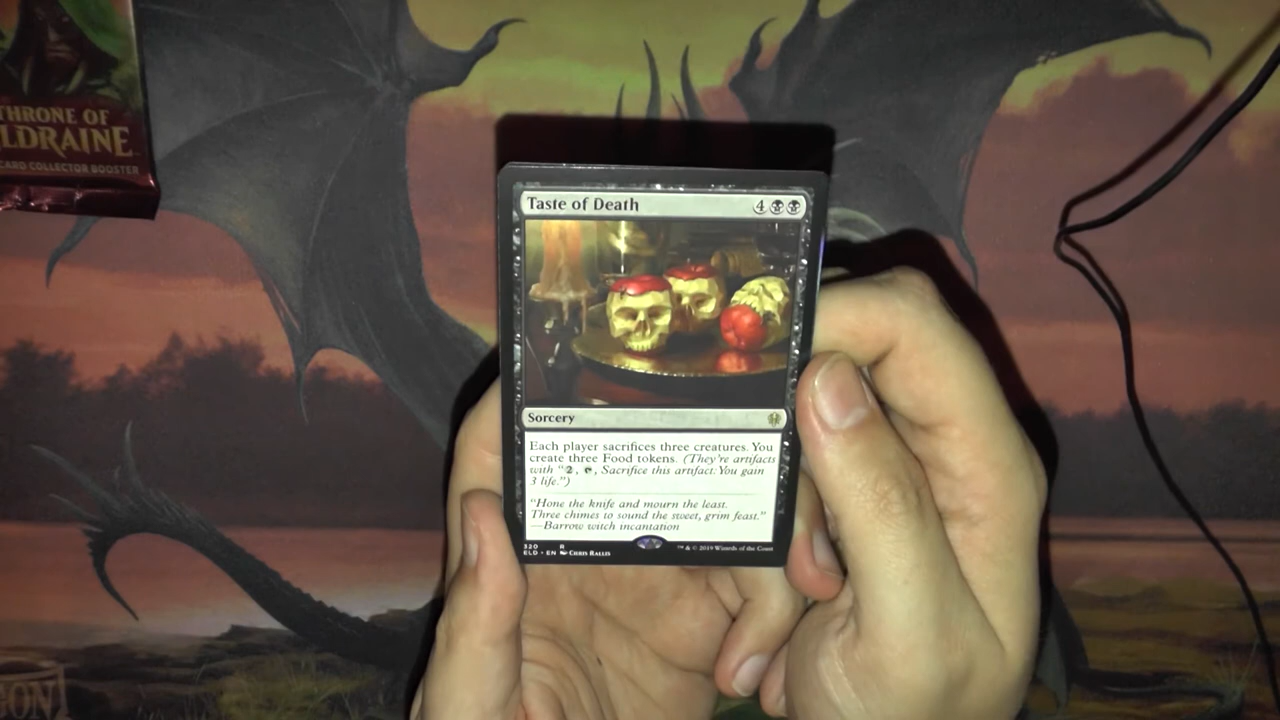 THRONE OF
LDRAINE
CARD COLLECTOR BOOSTER
Taste of Death 4
Sorcery
Each player sacrifices three creatures. You
create three Food tokens. (They're artifacts
with "2, , Sacrifice this artifact: You gain
3 life.")
"Hone the knife and mourn the least.
Three chimes to sound the sweet, grim feast."
—Barrow witch incantation
320 R
ELD • EN Chris Rallis ™ & © 2019 Wizards of the Coast
GON